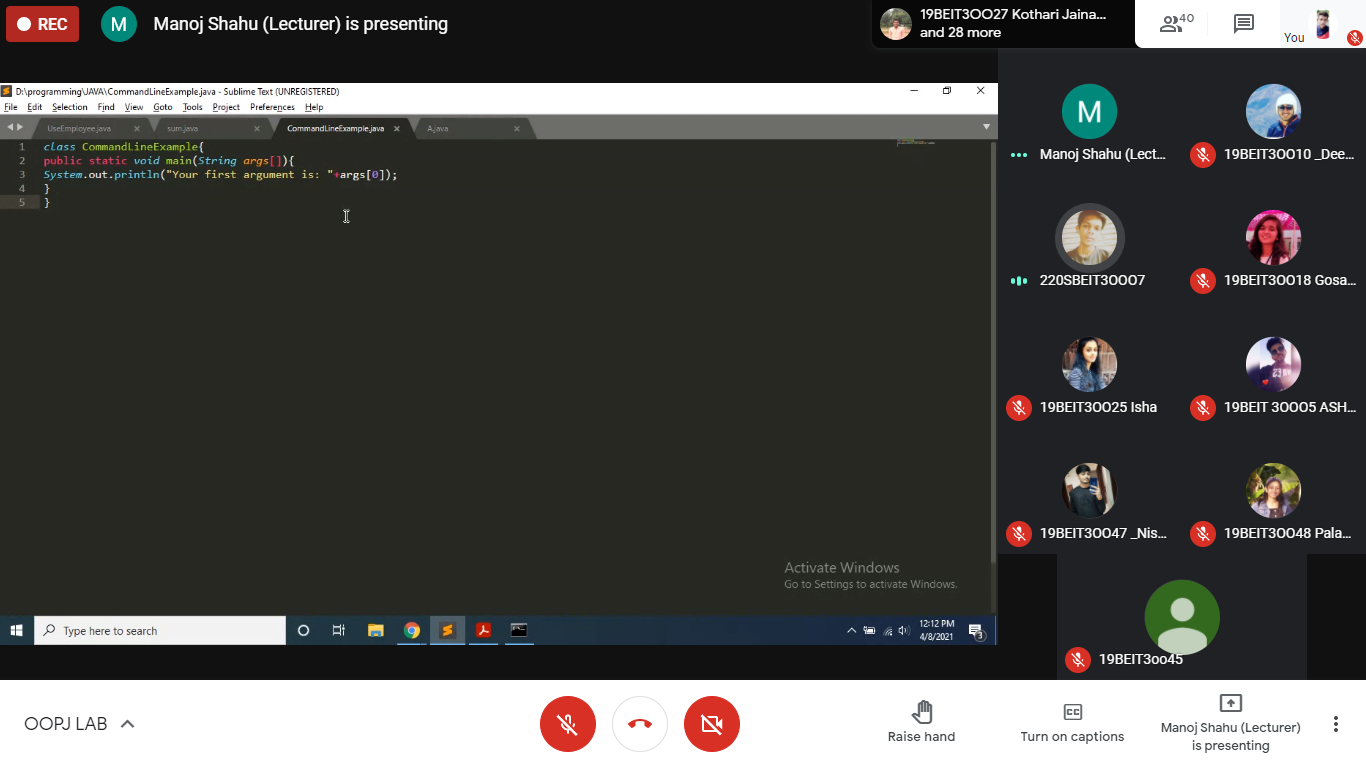 REC
M
Manoj Shahu (Lecturer) is presenting
19BEIT3OO27 Kothari Jaina...
and 28 more
40
You
D:\programming\JAVA\CommandLineExample.java - Sublime Text (UNREGISTERED)
File Edit Selection Find View Goto Tools Project Preferences Help
UseEmployee.java
sum.java
CommandLineExample.java
A.java
1 class CommandLineExample{
2 public static void main(String args[]){
3 System.out.println("Your first argument is: "+args[0]);
4 }
5 }
Activate Windows
Go to Settings to activate Windows.
Type here to search
12:12 PM
4/8/2021
3
M
Manoj Shahu (Lect...
19BEIT3OO10 _Dee...
220SBEIT3OOO7
19BEIT3OO18 Gosa...
19BEIT3OO25 Isha
19BEIT 3OOO5 ASH...
19BEIT3OO47 _Nis...
19BEIT3OO48 Pala...
19BEIT3oo45
OOPJ LAB
Raise hand
CC
Turn on captions
Manoj Shahu (Lecturer)
is presenting